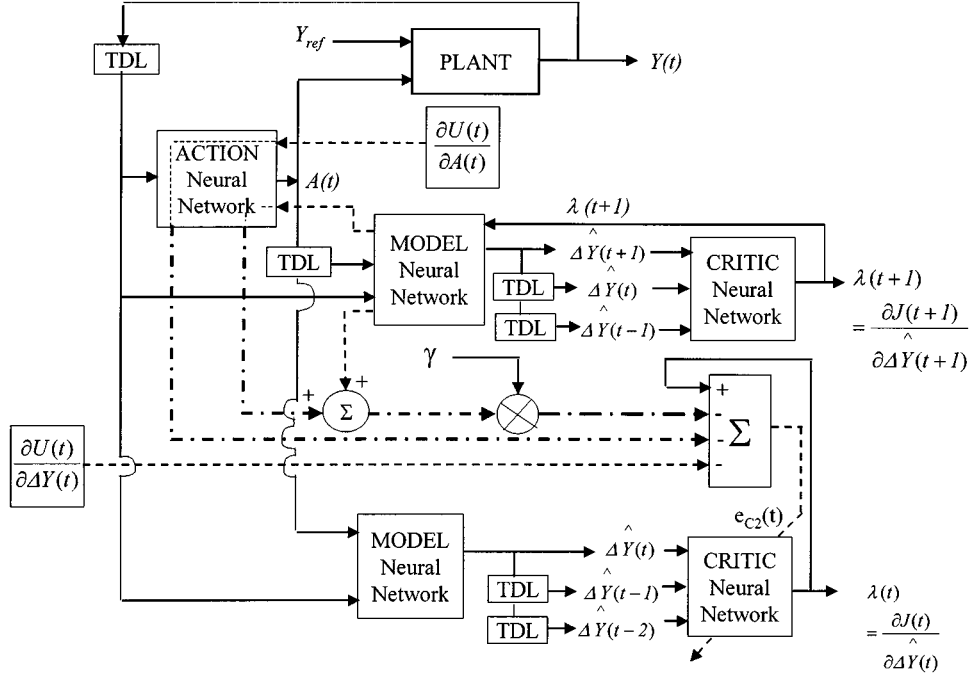 Y_ref
PLANT
Y(t)
TDL
∂U(t)
∂A(t)
ACTION
Neural
Network
A(t)
λ(t+1)
TDL
MODEL
Neural
Network
ΔŶ(t+1)
TDL
ΔŶ(t)
TDL
ΔŶ(t−1)
CRITIC
Neural
Network
λ(t+1)
= ∂J(t+1)
∂ΔŶ(t+1)
γ
+
+
Σ
+
-
-
-
Σ
∂U(t)
∂ΔY(t)
e_C2(t)
MODEL
Neural
Network
ΔŶ(t)
TDL
ΔŶ(t−1)
TDL
ΔŶ(t−2)
CRITIC
Neural
Network
λ(t)
= ∂J(t)
∂ΔŶ(t)